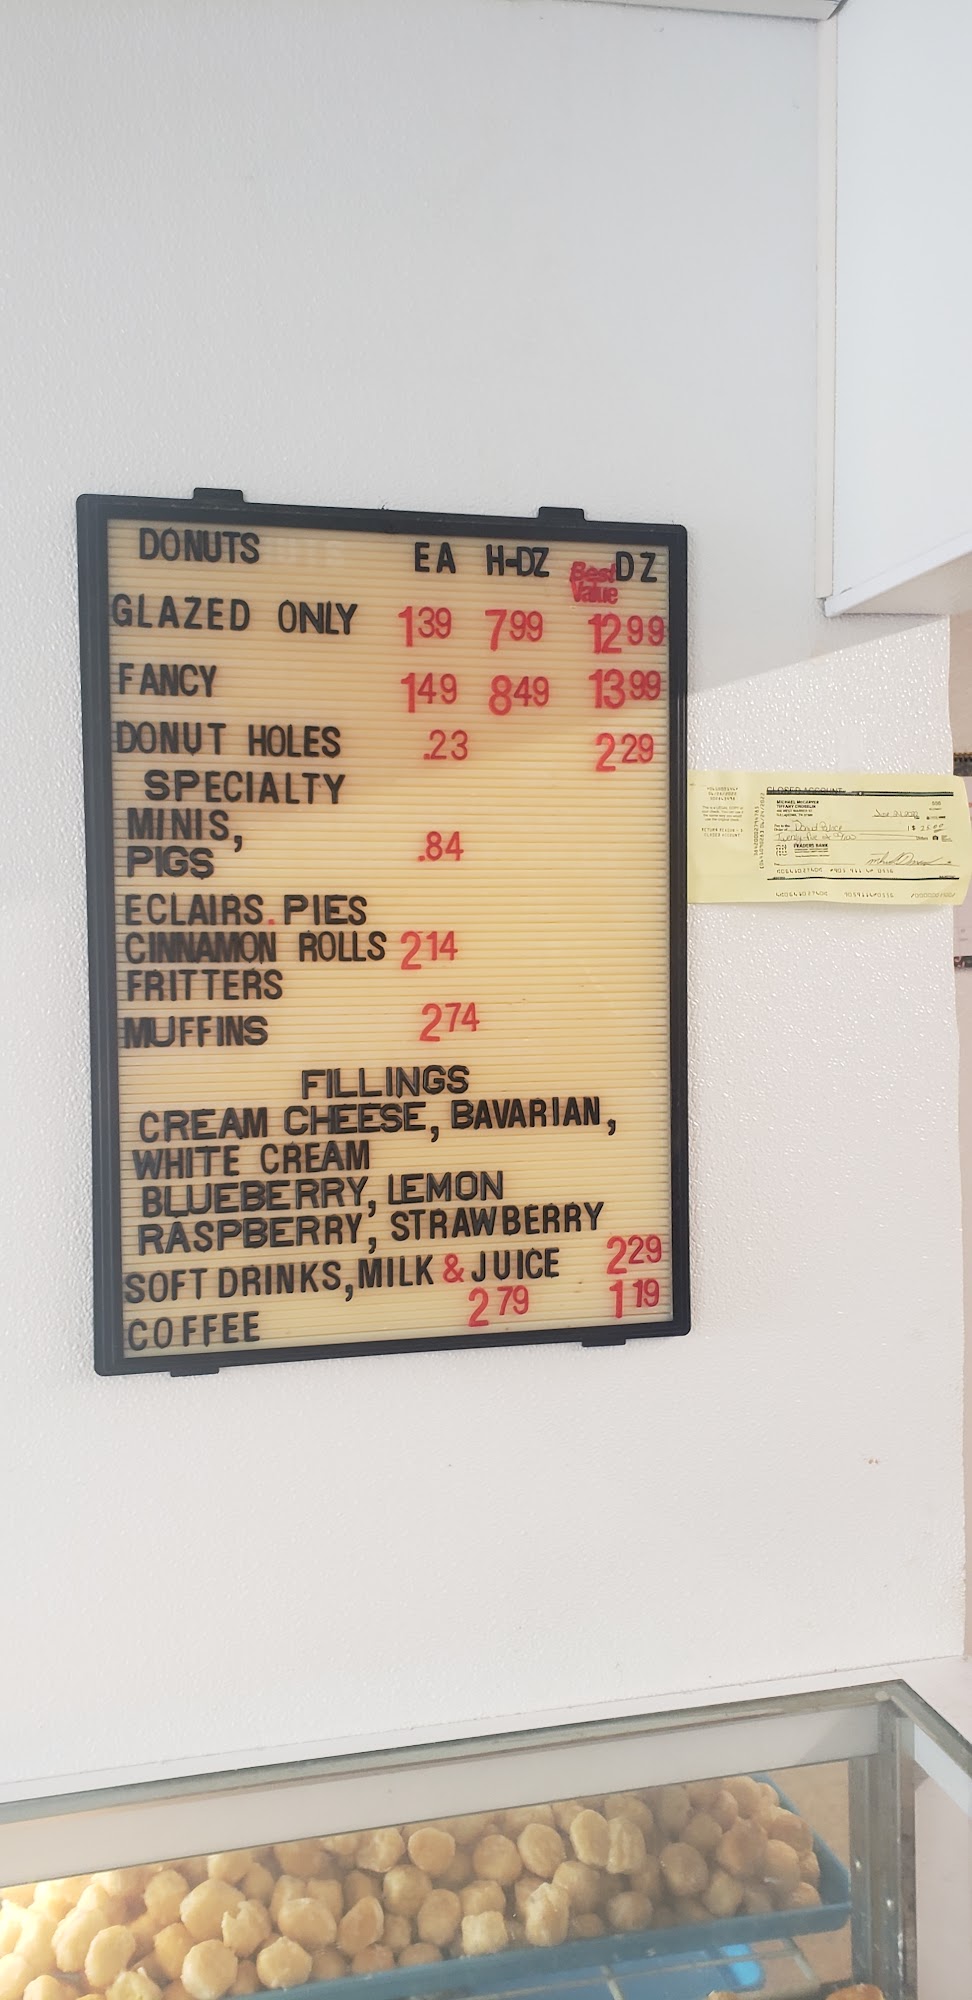 DONUTS EA H-DZ Best Value DZ
GLAZED ONLY 1 39 7 99 12 99
FANCY 1 49 8 49 13 99
DONUT HOLES .23 2 29
SPECIALTY
MINIS,
PIGS .84
ECLAIRS. PIES
CINNAMON ROLLS 2 14
FRITTERS
MUFFINS 2 74
FILLINGS
CREAM CHEESE, BAVARIAN,
WHITE CREAM
BLUEBERRY, LEMON
RASPBERRY, STRAWBERRY
SOFT DRINKS, MILK & JUICE 2 29
COFFEE 2 79 1 19
CLOSED ACCOUNT